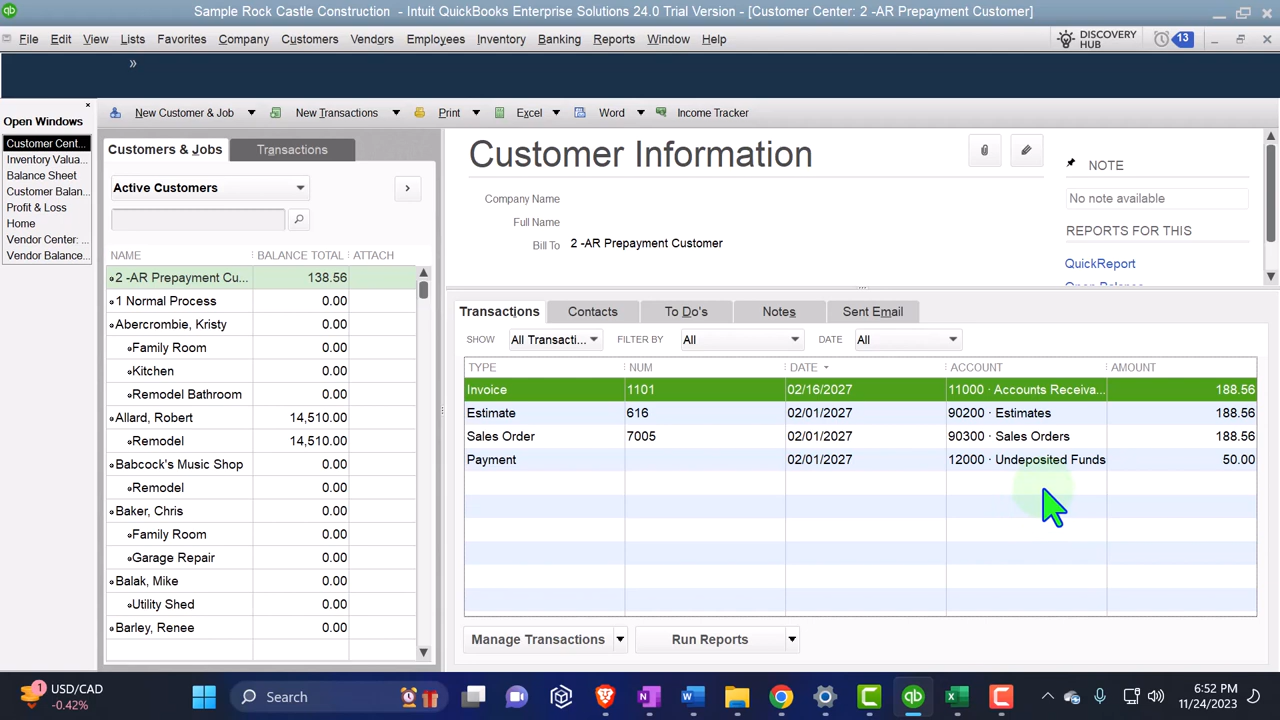 Sample Rock Castle Construction - Intuit QuickBooks Enterprise Solutions 24.0 Trial Version - [Customer Center: 2 -AR Prepayment Customer]
File Edit View Lists Favorites Company Customers Vendors Employees Inventory Banking Reports Window Help DISCOVERY HUB 13
»
New Customer & Job New Transactions Print Excel Word Income Tracker
Open Windows
Customer Cent...
Inventory Valua...
Balance Sheet
Customer Balan...
Profit & Loss
Home
Vendor Center: ...
Vendor Balance...
Customers & Jobs Transactions
Active Customers
NAME BALANCE TOTAL ATTACH
2 -AR Prepayment Cu... 138.56
1 Normal Process 0.00
Abercrombie, Kristy 0.00
Family Room 0.00
Kitchen 0.00
Remodel Bathroom 0.00
Allard, Robert 14,510.00
Remodel 14,510.00
Babcock's Music Shop 0.00
Remodel 0.00
Baker, Chris 0.00
Family Room 0.00
Garage Repair 0.00
Balak, Mike 0.00
Utility Shed 0.00
Barley, Renee 0.00
Customer Information
Company Name
Full Name
Bill To 2 -AR Prepayment Customer
NOTE
No note available
REPORTS FOR THIS
QuickReport
Open Balance
Transactions Contacts To Do's Notes Sent Email
SHOW All Transacti... FILTER BY All DATE All
TYPE NUM DATE ACCOUNT AMOUNT
Invoice 1101 02/16/2027 11000 · Accounts Receiva... 188.56
Estimate 616 02/01/2027 90200 · Estimates 188.56
Sales Order 7005 02/01/2027 90300 · Sales Orders 188.56
Payment 02/01/2027 12000 · Undeposited Funds 50.00
Manage Transactions Run Reports
1 USD/CAD
-0.42%
Search
6:52 PM
11/24/2023